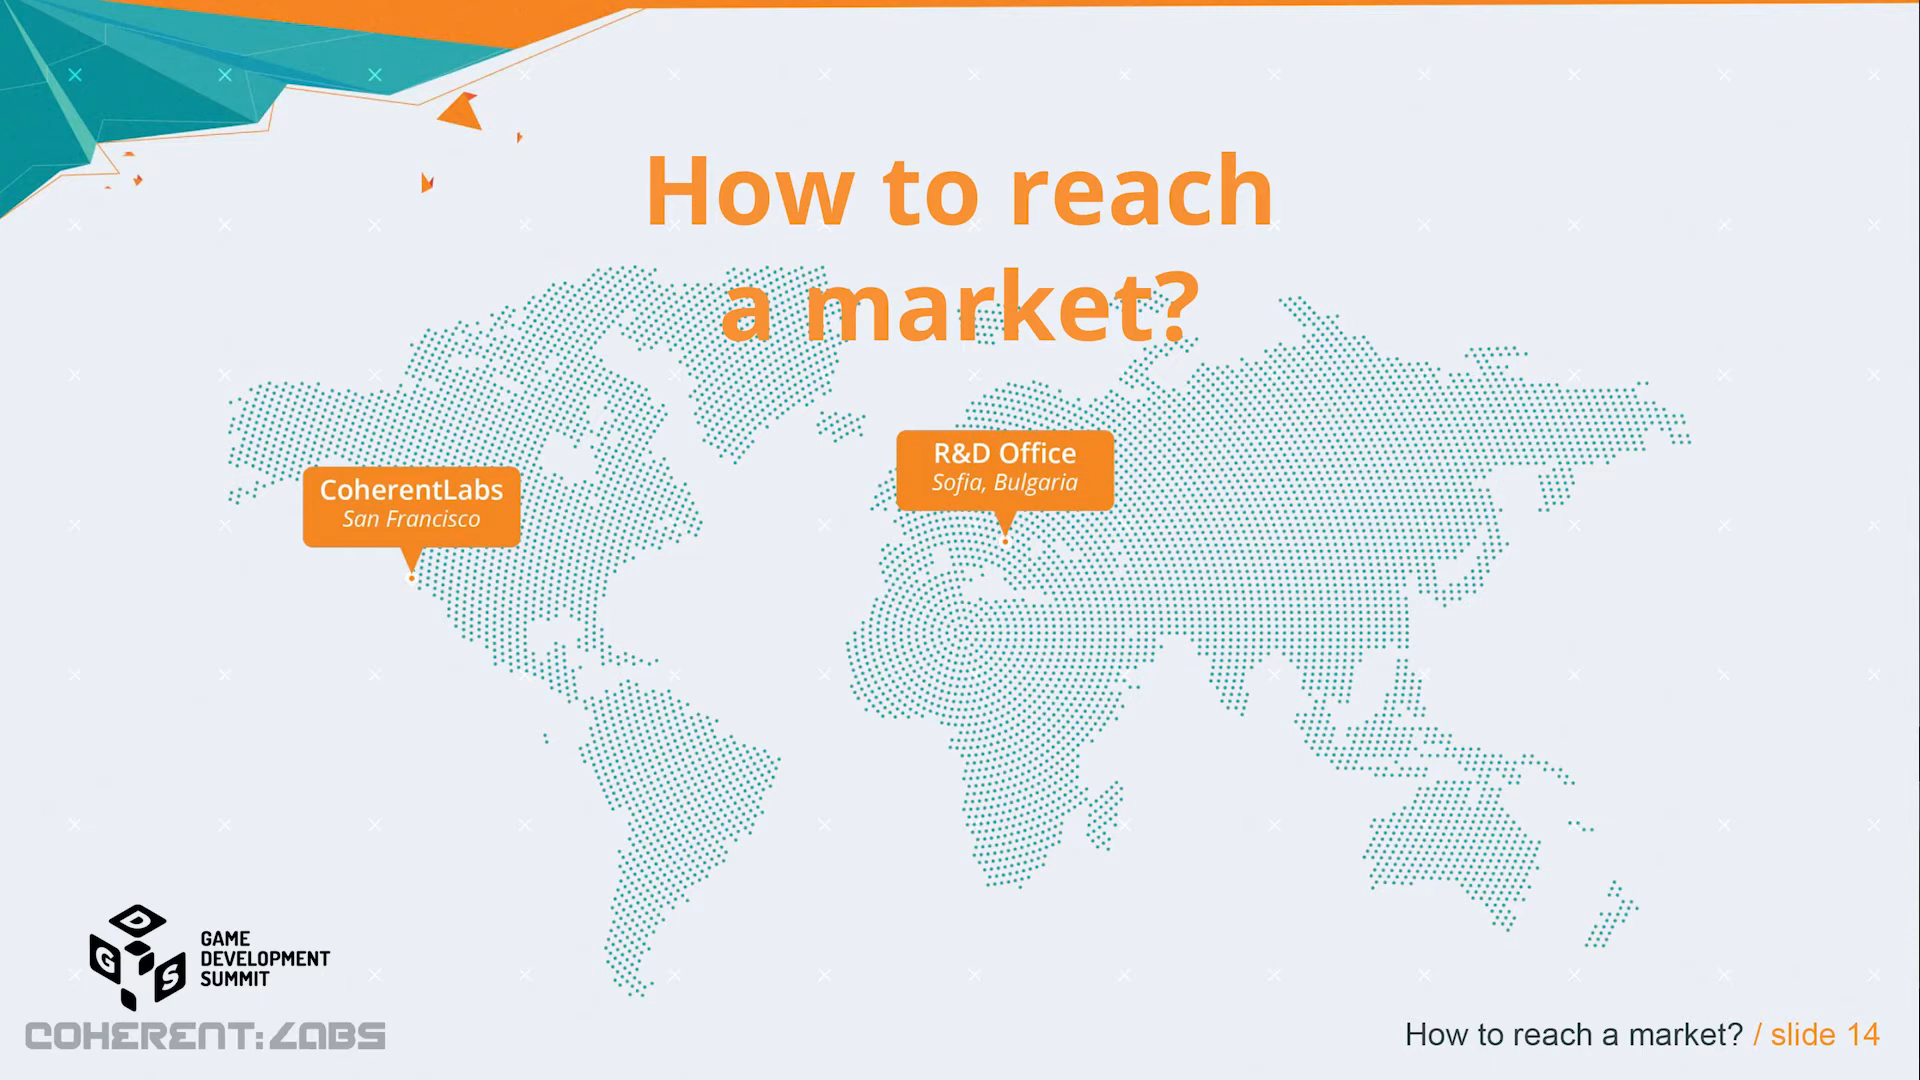 How to reach
a market?
CoherentLabs
San Francisco
R&D Office
Sofia, Bulgaria
D
G S
GAME
DEVELOPMENT
SUMMIT
COHERENT:LABS
How to reach a market? / slide 14